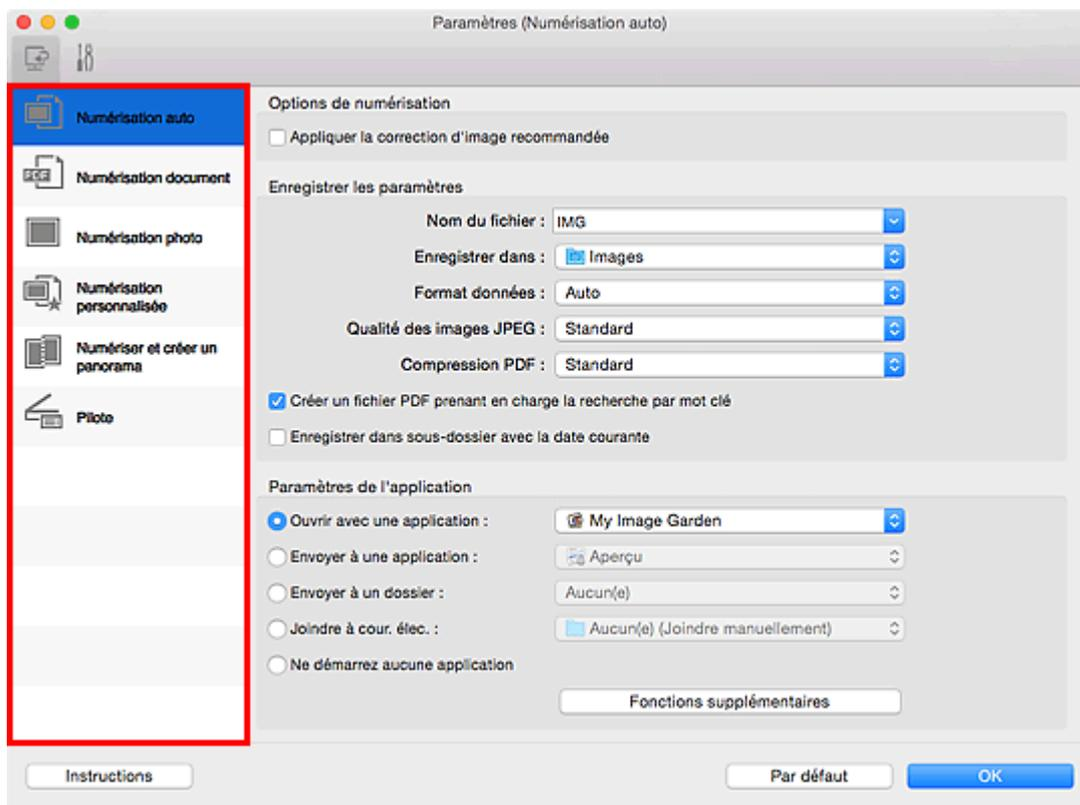 Paramètres (Numérisation auto)
Numérisation auto
Numérisation document
Numérisation photo
Numérisation
personnalisée
Numériser et créer un
panorama
Pilote
Options de numérisation
Appliquer la correction d'image recommandée
Enregistrer les paramètres
Nom du fichier : IMG
Enregistrer dans : Images
Format données : Auto
Qualité des images JPEG : Standard
Compression PDF : Standard
Créer un fichier PDF prenant en charge la recherche par mot clé
Enregistrer dans sous-dossier avec la date courante
Paramètres de l'application
Ouvrir avec une application : My Image Garden
Envoyer à une application : Aperçu
Envoyer à un dossier : Aucun(e)
Joindre à cour. élec. : Aucun(e) (Joindre manuellement)
Ne démarrez aucune application
Fonctions supplémentaires
Instructions
Par défaut
OK